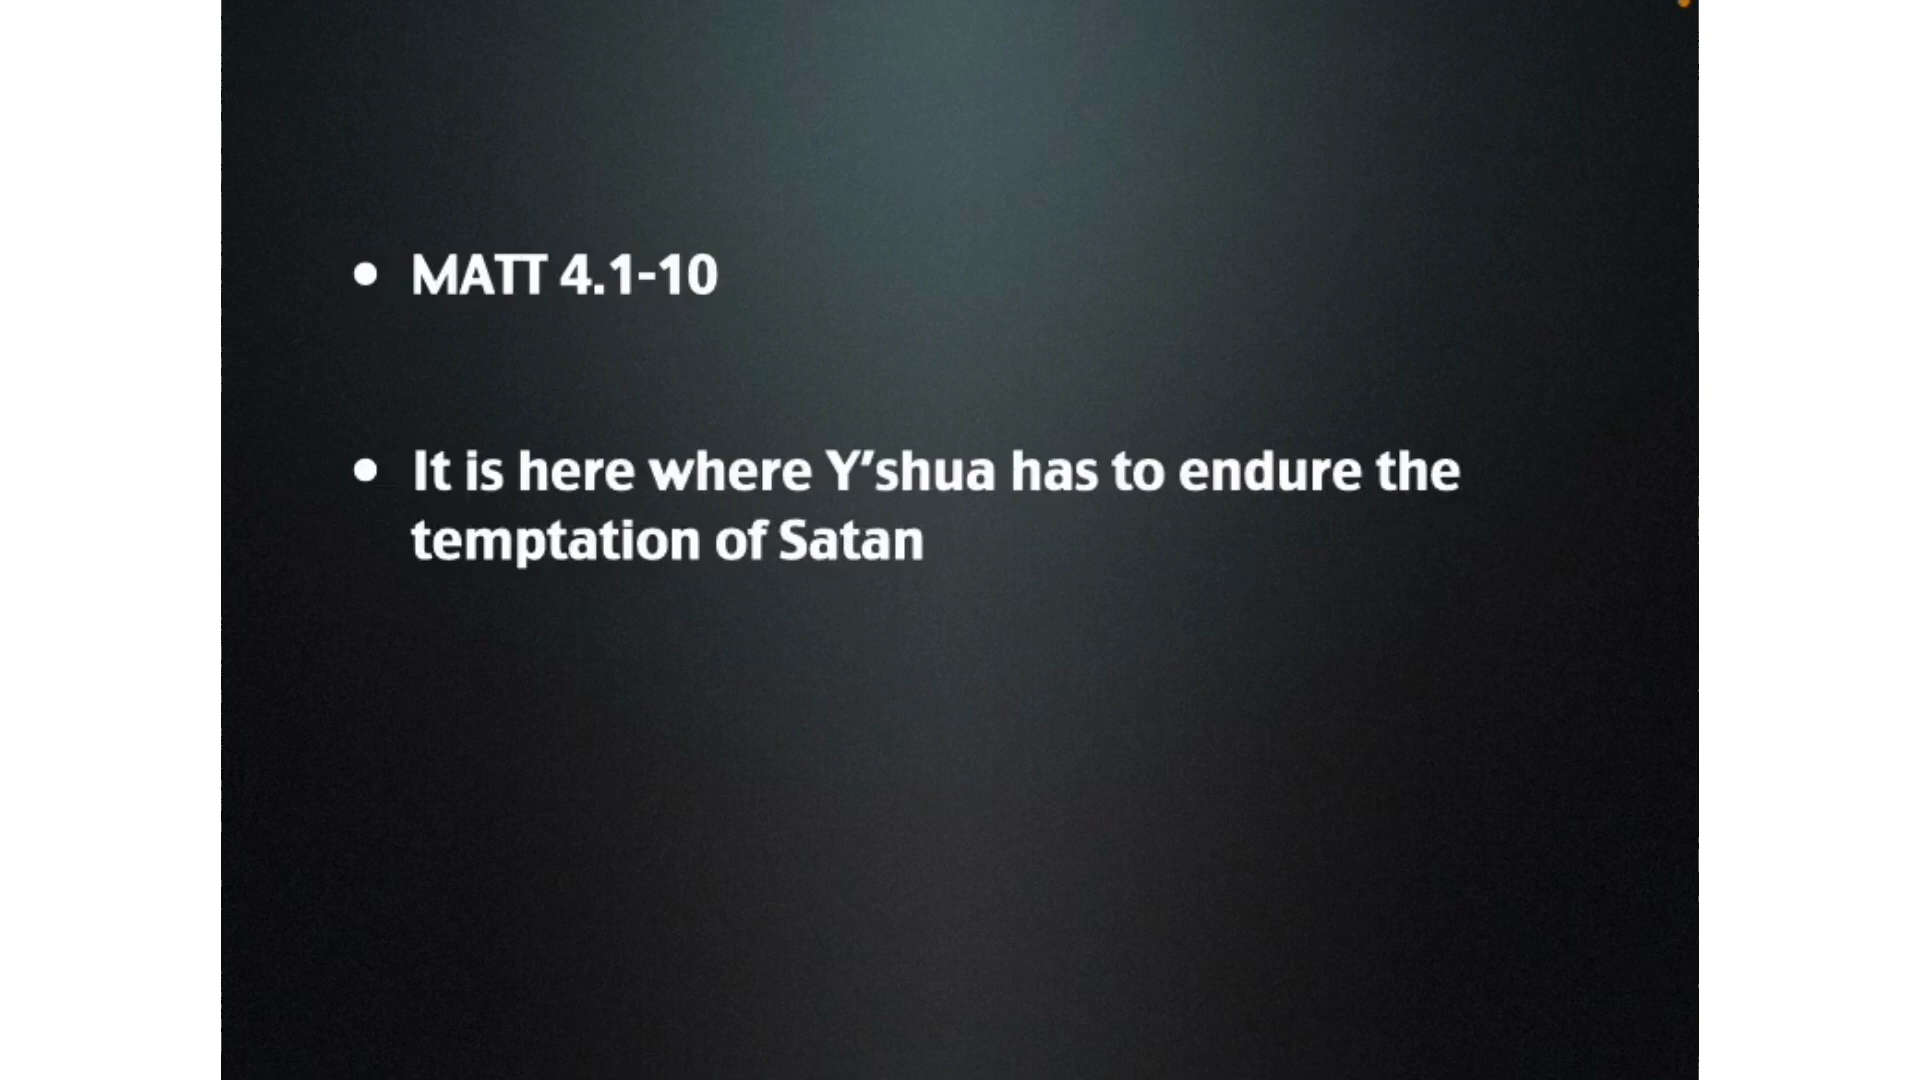 • MATT 4.1-10
• It is here where Y’shua has to endure the
temptation of Satan